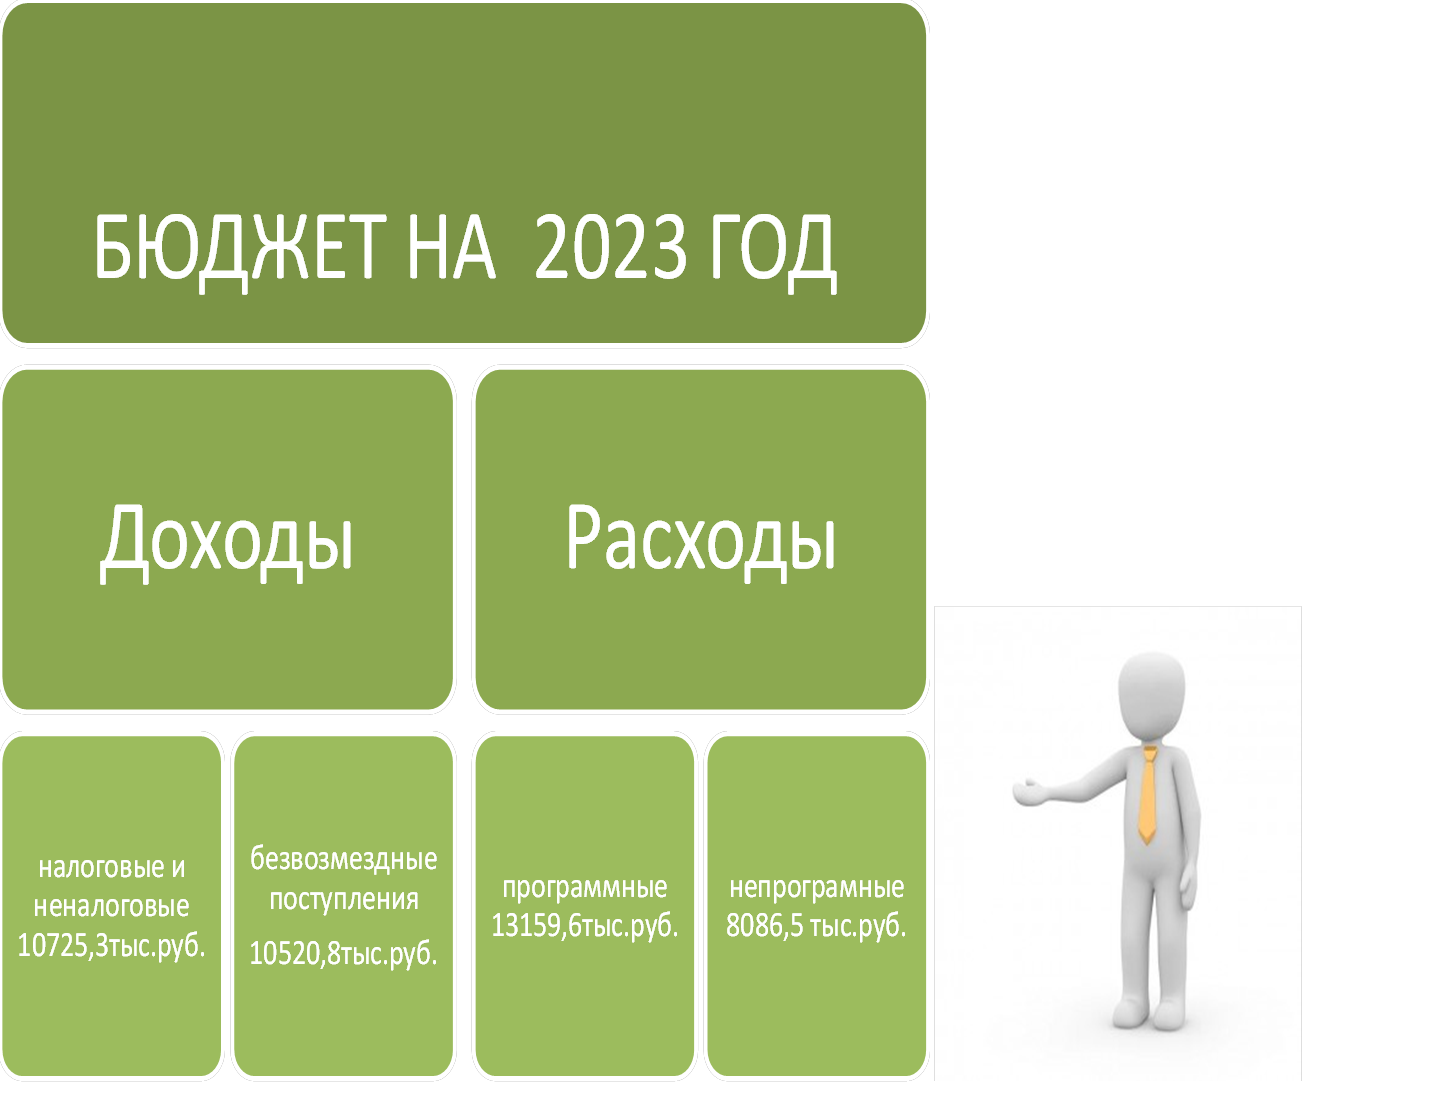 БЮДЖЕТ НА  2023 ГОД
Доходы
Расходы
налоговые и
неналоговые
10725,3тыс.руб.
безвозмездные
поступления
10520,8тыс.руб.
программные
13159,6тыс.руб.
непрограмные
8086,5 тыс.руб.